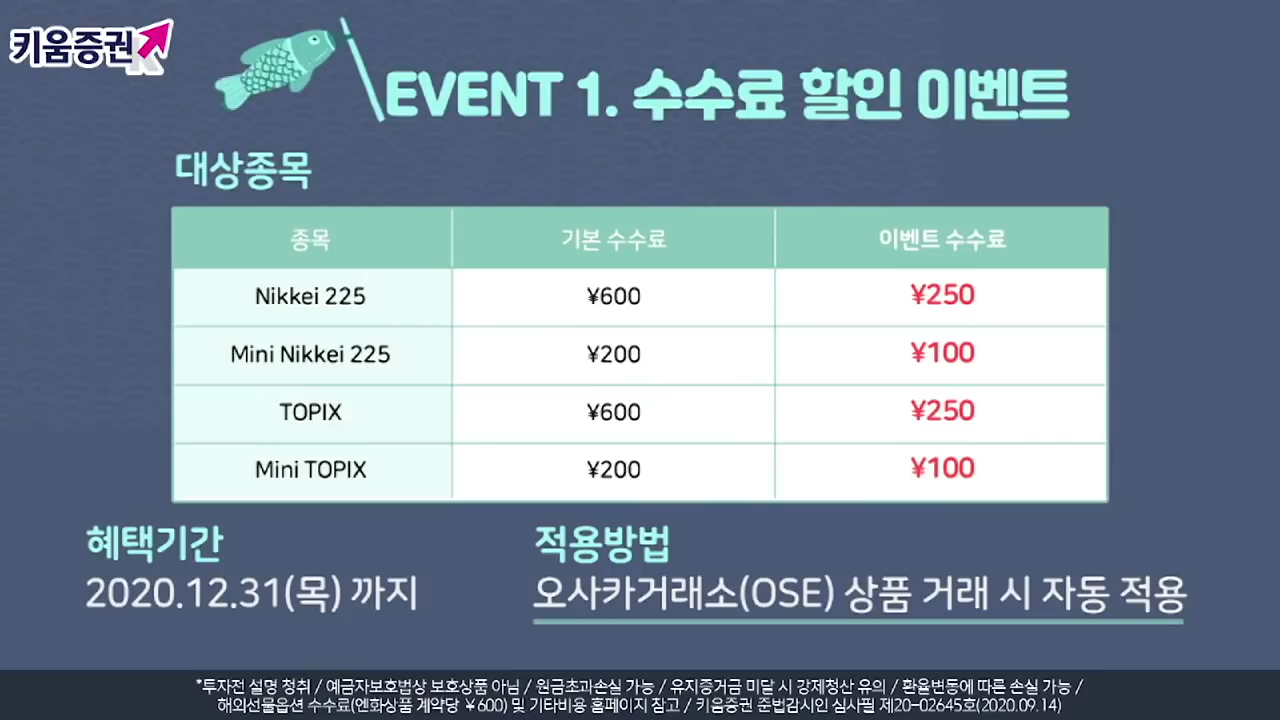 키움증권
EVENT 1. 수수료 할인 이벤트
대상종목
종목 기본 수수료 이벤트 수수료
Nikkei 225 ¥600 ¥250
Mini Nikkei 225 ¥200 ¥100
TOPIX ¥600 ¥250
Mini TOPIX ¥200 ¥100
혜택기간
2020.12.31(목) 까지
적용방법
오사카거래소(OSE) 상품 거래 시 자동 적용
*투자전 설명 청취 / 예금자보호법상 보호상품 아님 / 원금초과손실 가능 / 유지증거금 미달 시 강제청산 유의 / 환율변동에 따른 손실 가능 /
해외선물옵션 수수료(엔화상품 계약당 ￥600) 및 기타비용 홈페이지 참고 / 키움증권 준법감시인 심사필 제20-02645호(2020.09.14)